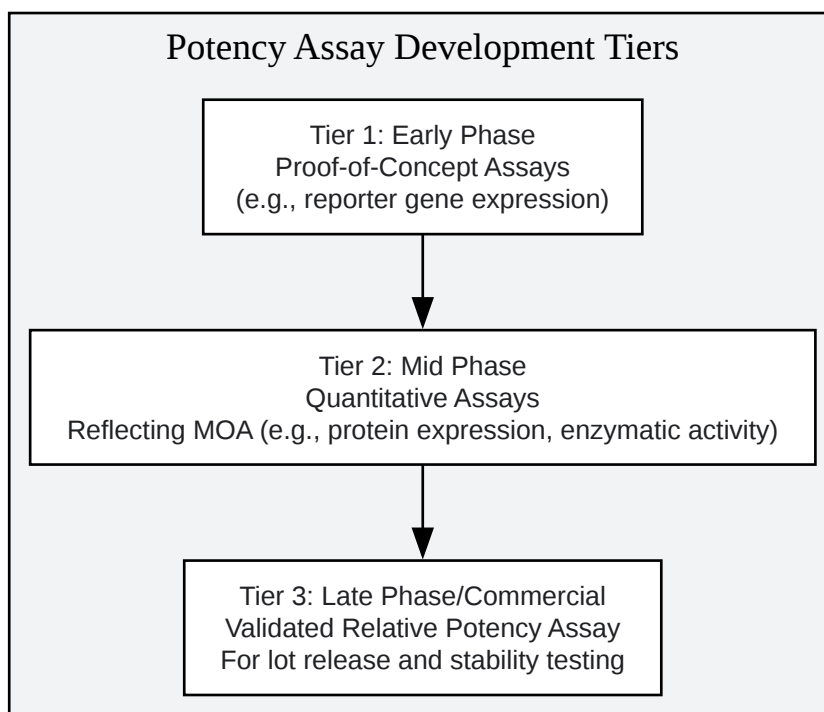 Potency Assay Development Tiers
Tier 1: Early Phase
Proof-of-Concept Assays
(e.g., reporter gene expression)
Tier 2: Mid Phase
Quantitative Assays
Reflecting MOA (e.g., protein expression, enzymatic activity)
Tier 3: Late Phase/Commercial
Validated Relative Potency Assay
For lot release and stability testing